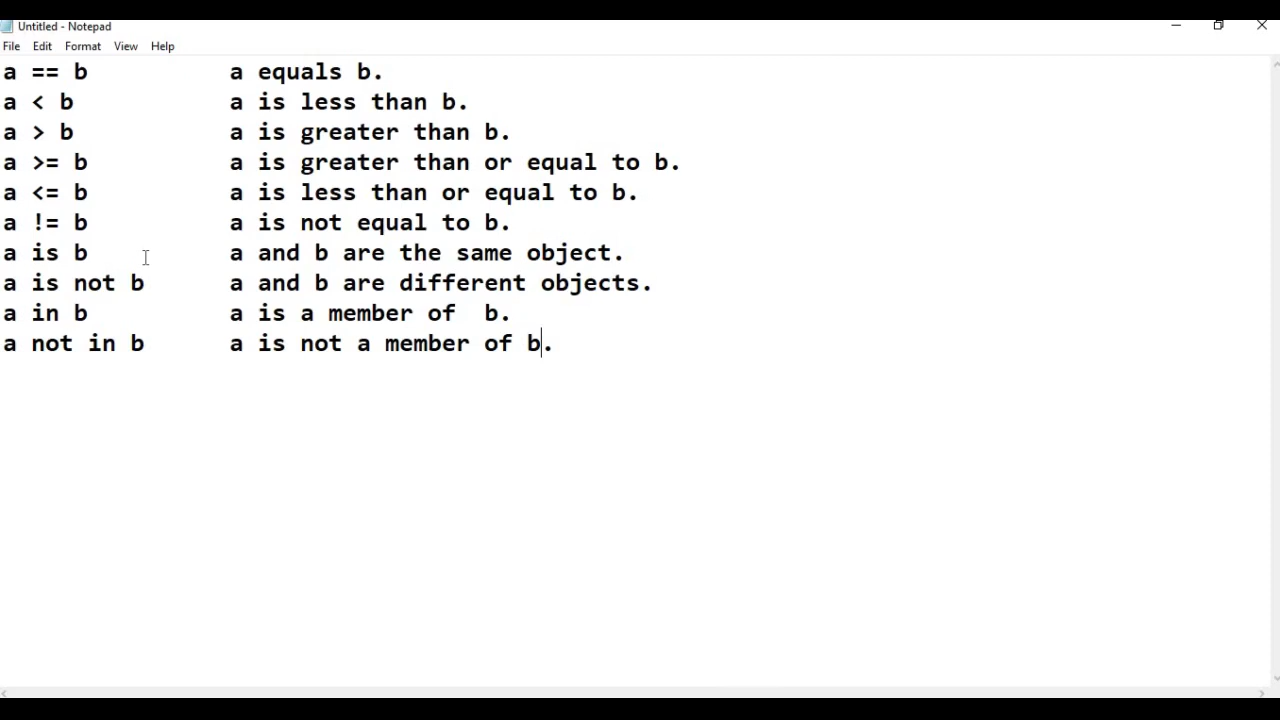 Untitled - Notepad
File Edit Format View Help
a == b a equals b.
a < b a is less than b.
a > b a is greater than b.
a >= b a is greater than or equal to b.
a <= b a is less than or equal to b.
a != b a is not equal to b.
a is b a and b are the same object.
a is not b a and b are different objects.
a in b a is a member of  b.
a not in b a is not a member of b.